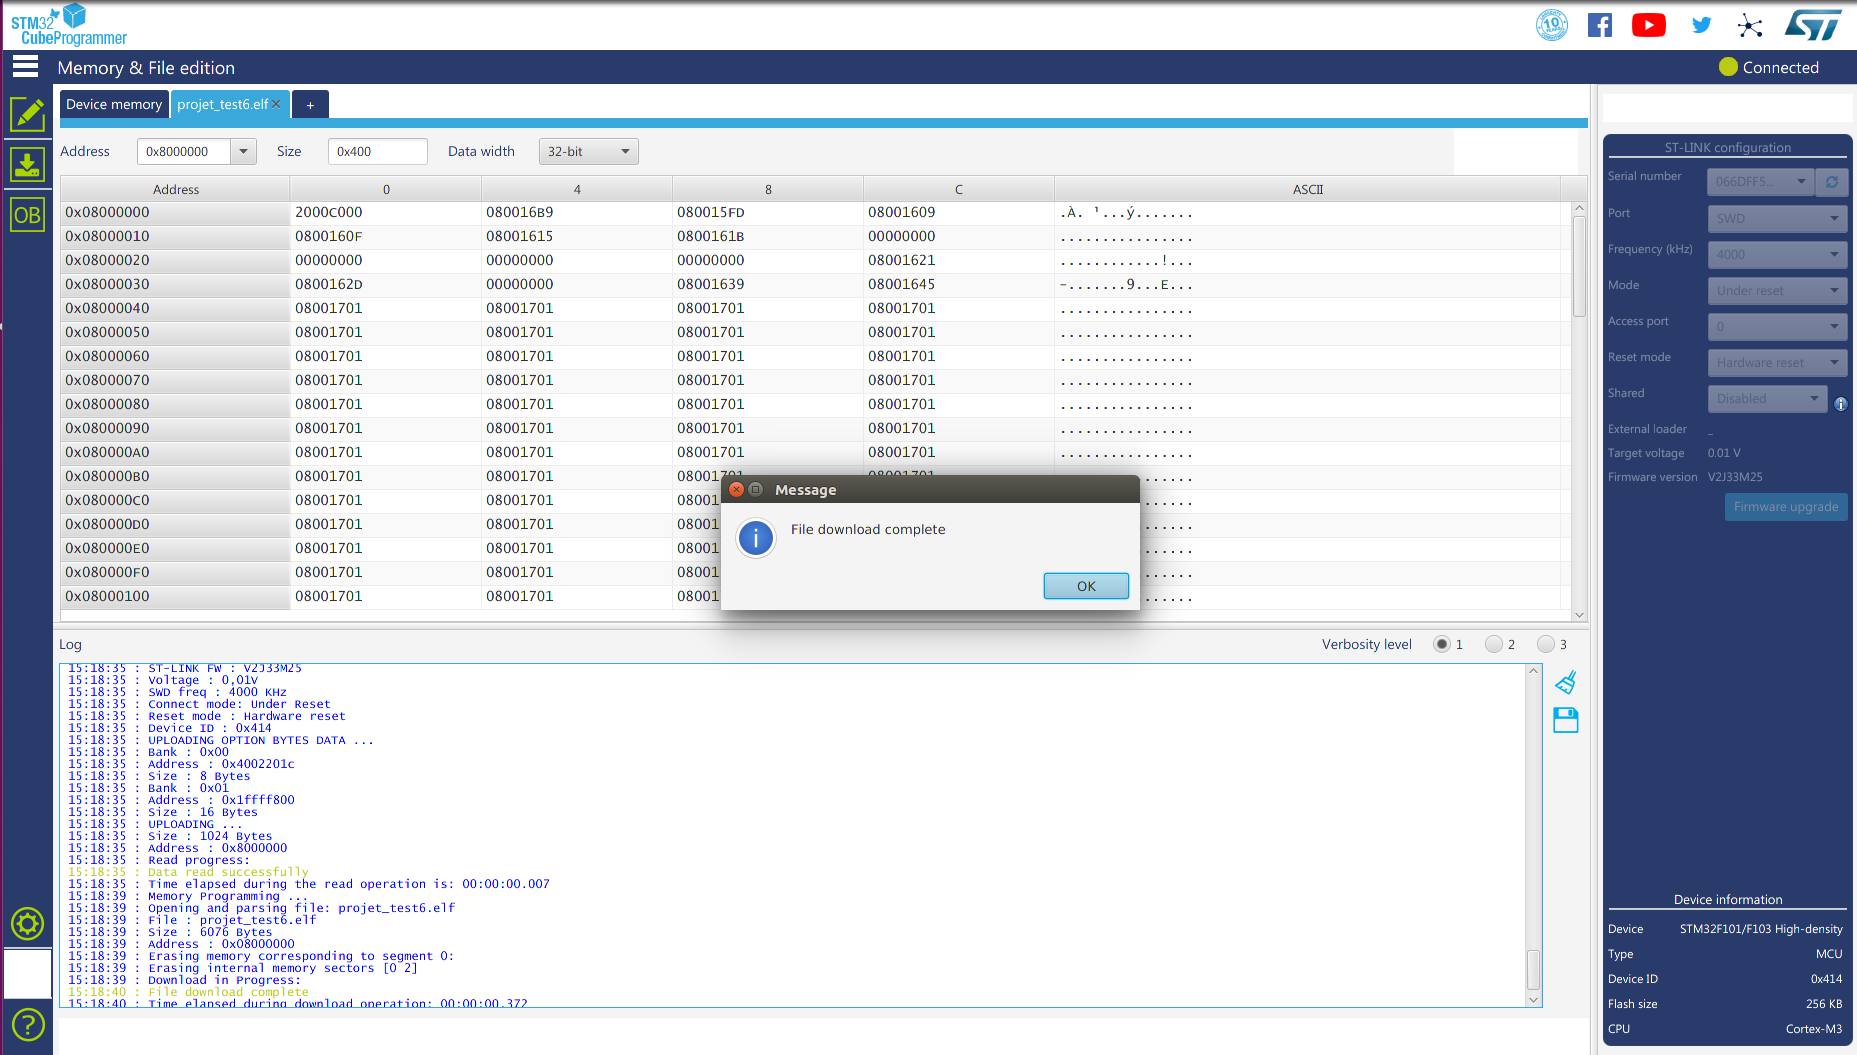 STM32
CubeProgrammer
10
ST
Memory & File edition
Connected
Device memory
projet_test6.elf
+
Address
0x8000000
Size
0x400
Data width
32-bit
Address 0 4 8 C ASCII
0x08000000 2000C000 080016B9 080015FD 08001609 .À. ¹...ý.......
0x08000010 0800160F 08001615 0800161B 00000000 ................
0x08000020 00000000 00000000 00000000 08001621 ............!...
0x08000030 0800162D 00000000 08001639 08001645 -.......9...E...
0x08000040 08001701 08001701 08001701 08001701 ................
0x08000050 08001701 08001701 08001701 08001701 ................
0x08000060 08001701 08001701 08001701 08001701 ................
0x08000070 08001701 08001701 08001701 08001701 ................
0x08000080 08001701 08001701 08001701 08001701 ................
0x08000090 08001701 08001701 08001701 08001701 ................
0x080000A0 08001701 08001701 08001701 08001701 ................
0x080000B0 08001701 08001701 08001701 08001701
0x080000C0 08001701 08001701 08001
0x080000D0 08001701 08001701 08001
0x080000E0 08001701 08001701 08001
0x080000F0 08001701 08001701 08001
0x08000100 08001701 08001701 08001
Message
File download complete
OK
Log
Verbosity level 1 2 3
15:18:35 : ST-LINK FW : V2J33M25
15:18:35 : Voltage : 0,01V
15:18:35 : SWD freq : 4000 KHz
15:18:35 : Connect mode: Under Reset
15:18:35 : Reset mode : Hardware reset
15:18:35 : Device ID : 0x414
15:18:35 : UPLOADING OPTION BYTES DATA ...
15:18:35 : Bank : 0x00
15:18:35 : Address : 0x4002201c
15:18:35 : Size : 8 Bytes
15:18:35 : Bank : 0x01
15:18:35 : Address : 0x1ffff800
15:18:35 : Size : 16 Bytes
15:18:35 : UPLOADING ...
15:18:35 : Size : 1024 Bytes
15:18:35 : Address : 0x8000000
15:18:35 : Read progress:
15:18:35 : Data read successfully
15:18:35 : Time elapsed during the read operation is: 00:00:00.007
15:18:39 : Memory Programming ...
15:18:39 : Opening and parsing file: projet_test6.elf
15:18:39 : File : projet_test6.elf
15:18:39 : Size : 6076 Bytes
15:18:39 : Address : 0x08000000
15:18:39 : Erasing memory corresponding to segment 0:
15:18:39 : Erasing internal memory sectors [0 2]
15:18:39 : Download in Progress:
15:18:40 : File download complete
15:18:40 : Time elapsed during download operation: 00:00:00.372
OB
?
ST-LINK configuration
Serial number 066DFF5...
Port SWD
Frequency (kHz) 4000
Mode Under reset
Access port 0
Reset mode Hardware reset
Shared Disabled
External loader _
Target voltage 0.01 V
Firmware version V2J33M25
Firmware upgrade
Device information
Device STM32F101/F103 High-density
Type MCU
Device ID 0x414
Flash size 256 KB
CPU Cortex-M3